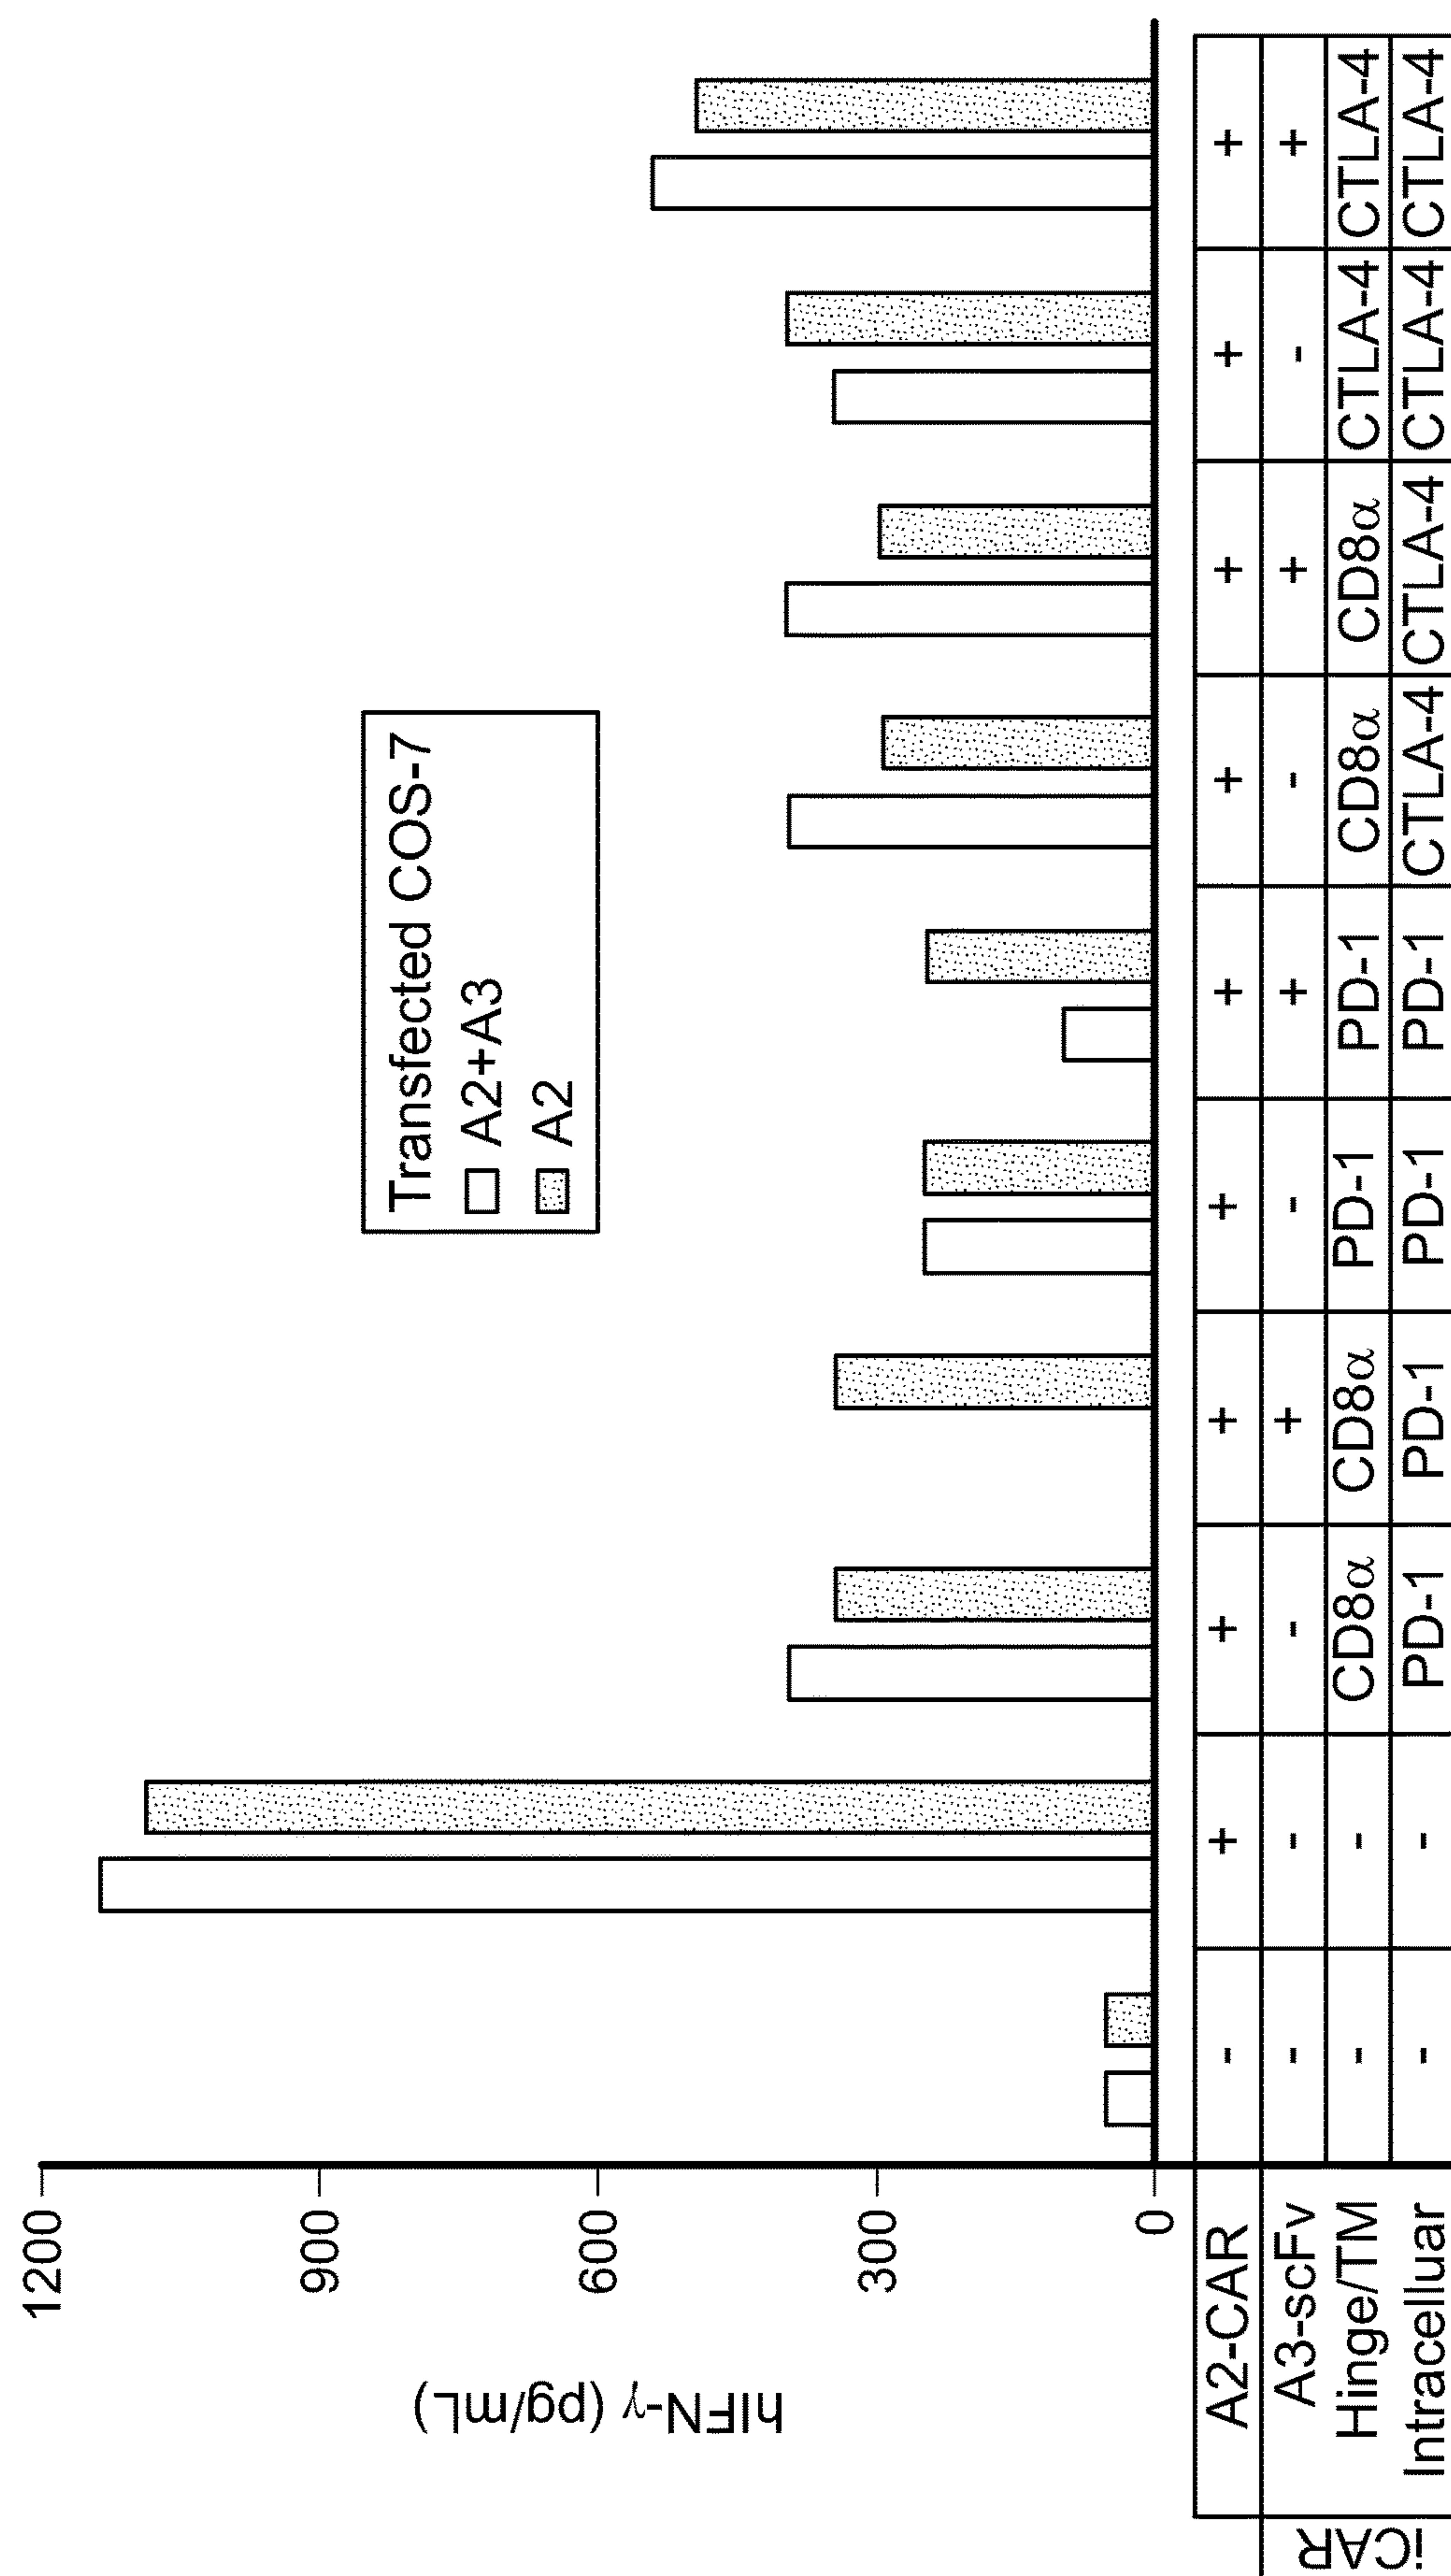 1200
900
600
300
0
hIFN-γ (pg/mL)
Transfected COS-7
A2+A3
A2
A2-CAR - + + + + + + + + +
iCAR
A3-scFv - - - + - + - + - +
Hinge/TM - - CD8α CD8α PD-1 PD-1 CD8α CD8α CTLA-4 CTLA-4
Intracelluar - - PD-1 PD-1 PD-1 PD-1 CTLA-4 CTLA-4 CTLA-4 CTLA-4